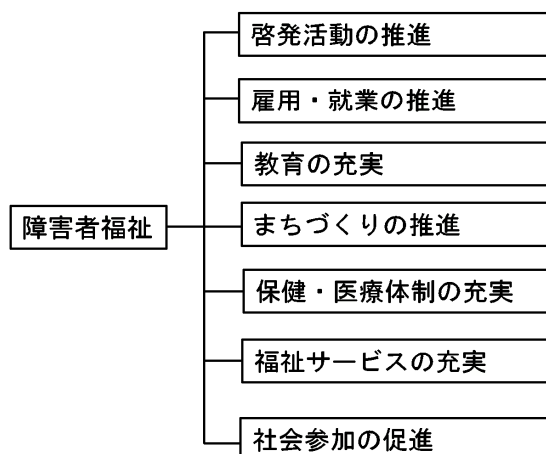 啓発活動の推進
雇用・就業の推進
教育の充実
障害者福祉
まちづくりの推進
保健・医療体制の充実
福祉サービスの充実
社会参加の促進